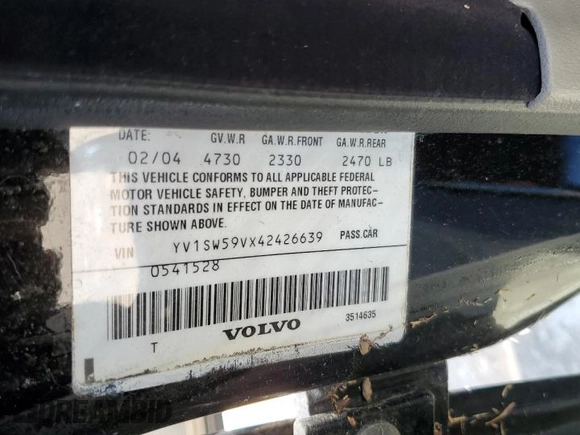 DATE: GV.W.R GA.W.R.FRONT GA.W.R.REAR
02/04 4730 2330 2470 LB
THIS VEHICLE CONFORMS TO ALL APPLICABLE FEDERAL
MOTOR VEHICLE SAFETY, BUMPER AND THEFT PROTEC-
TION STANDARDS IN EFFECT ON THE DATE OF MANUFAC-
TURE SHOWN ABOVE.
VIN YV1SW59VX42426639 PASS.CAR
0541528
T VOLVO 3514635
DREAMBID